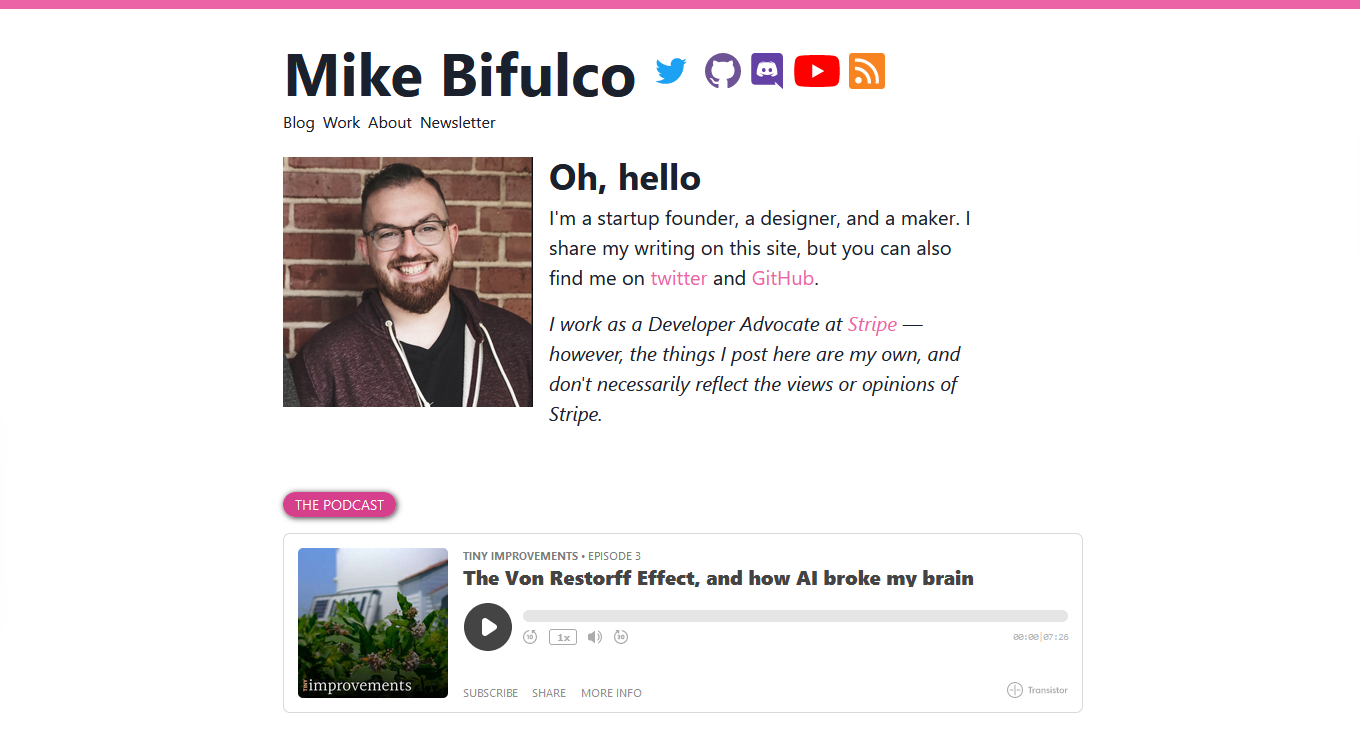 Mike Bifulco
Blog Work About Newsletter
Oh, hello
I'm a startup founder, a designer, and a maker. I
share my writing on this site, but you can also
find me on twitter and GitHub.
I work as a Developer Advocate at Stripe —
however, the things I post here are my own, and
don't necessarily reflect the views or opinions of
Stripe.
THE PODCAST
TINY IMPROVEMENTS • EPISODE 3
The Von Restorff Effect, and how AI broke my brain
10 1x 30 00:00|07:26
TINY improvements
SUBSCRIBE SHARE MORE INFO Transistor